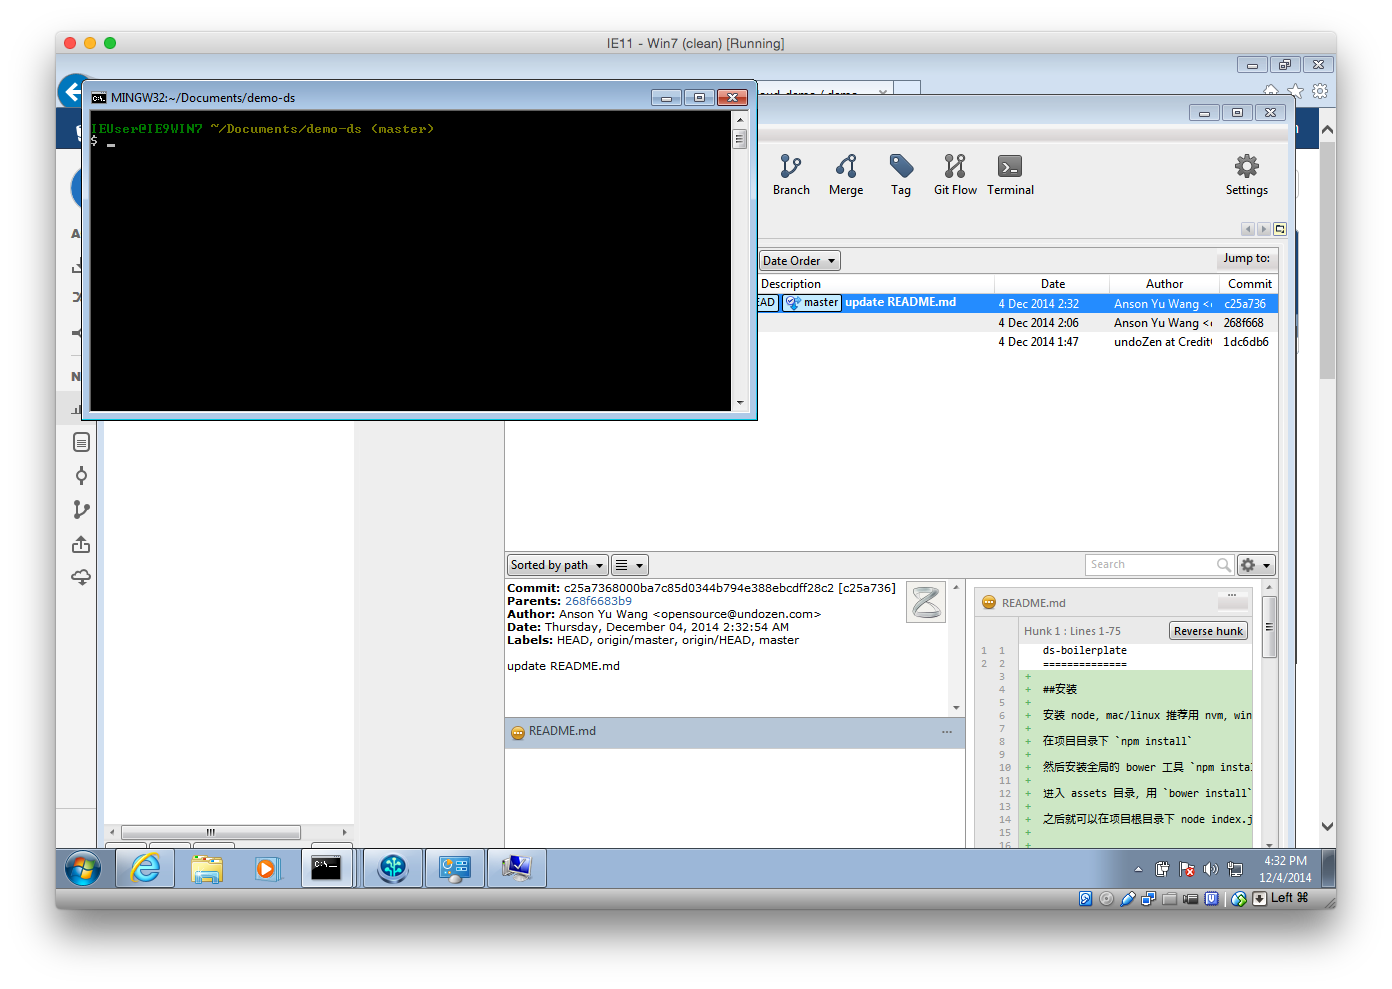 IE11 - Win7 (clean) [Running]
MINGW32:~/Documents/demo-ds
IEUser@IE9WIN7 ~/Documents/demo-ds (master)
$
Branch
Merge
Tag
Git Flow
Terminal
Settings
Date Order
Jump to:
Description
Date
Author
Commit
EAD
master
update README.md
4 Dec 2014 2:32
Anson Yu Wang <
c25a736
4 Dec 2014 2:06
Anson Yu Wang <
268f668
4 Dec 2014 1:47
undoZen at Credit
1dc6db6
Sorted by path
Search
Commit: c25a7368000ba7c85d0344b794e388ebcdff28c2 [c25a736]
Parents: 268f6683b9
Author: Anson Yu Wang <opensource@undozen.com>
Date: Thursday, December 04, 2014 2:32:54 AM
Labels: HEAD, origin/master, origin/HEAD, master
update README.md
README.md
README.md
Hunk 1 : Lines 1-75
Reverse hunk
1 1 ds-boilerplate
2 2 ==============
3 +
4 + ##安装
5 +
6 + 安装 node, mac/linux 推荐用 nvm, win
7 +
8 + 在项目目录下 `npm install`
9 +
10 + 然后安装全局的 bower 工具 `npm instal
11 +
12 + 进入 assets 目录, 用 `bower install`
13 +
14 + 之后就可以在项目根目录下 node index.j
15 +
16 +
4:32 PM
12/4/2014
Left ⌘